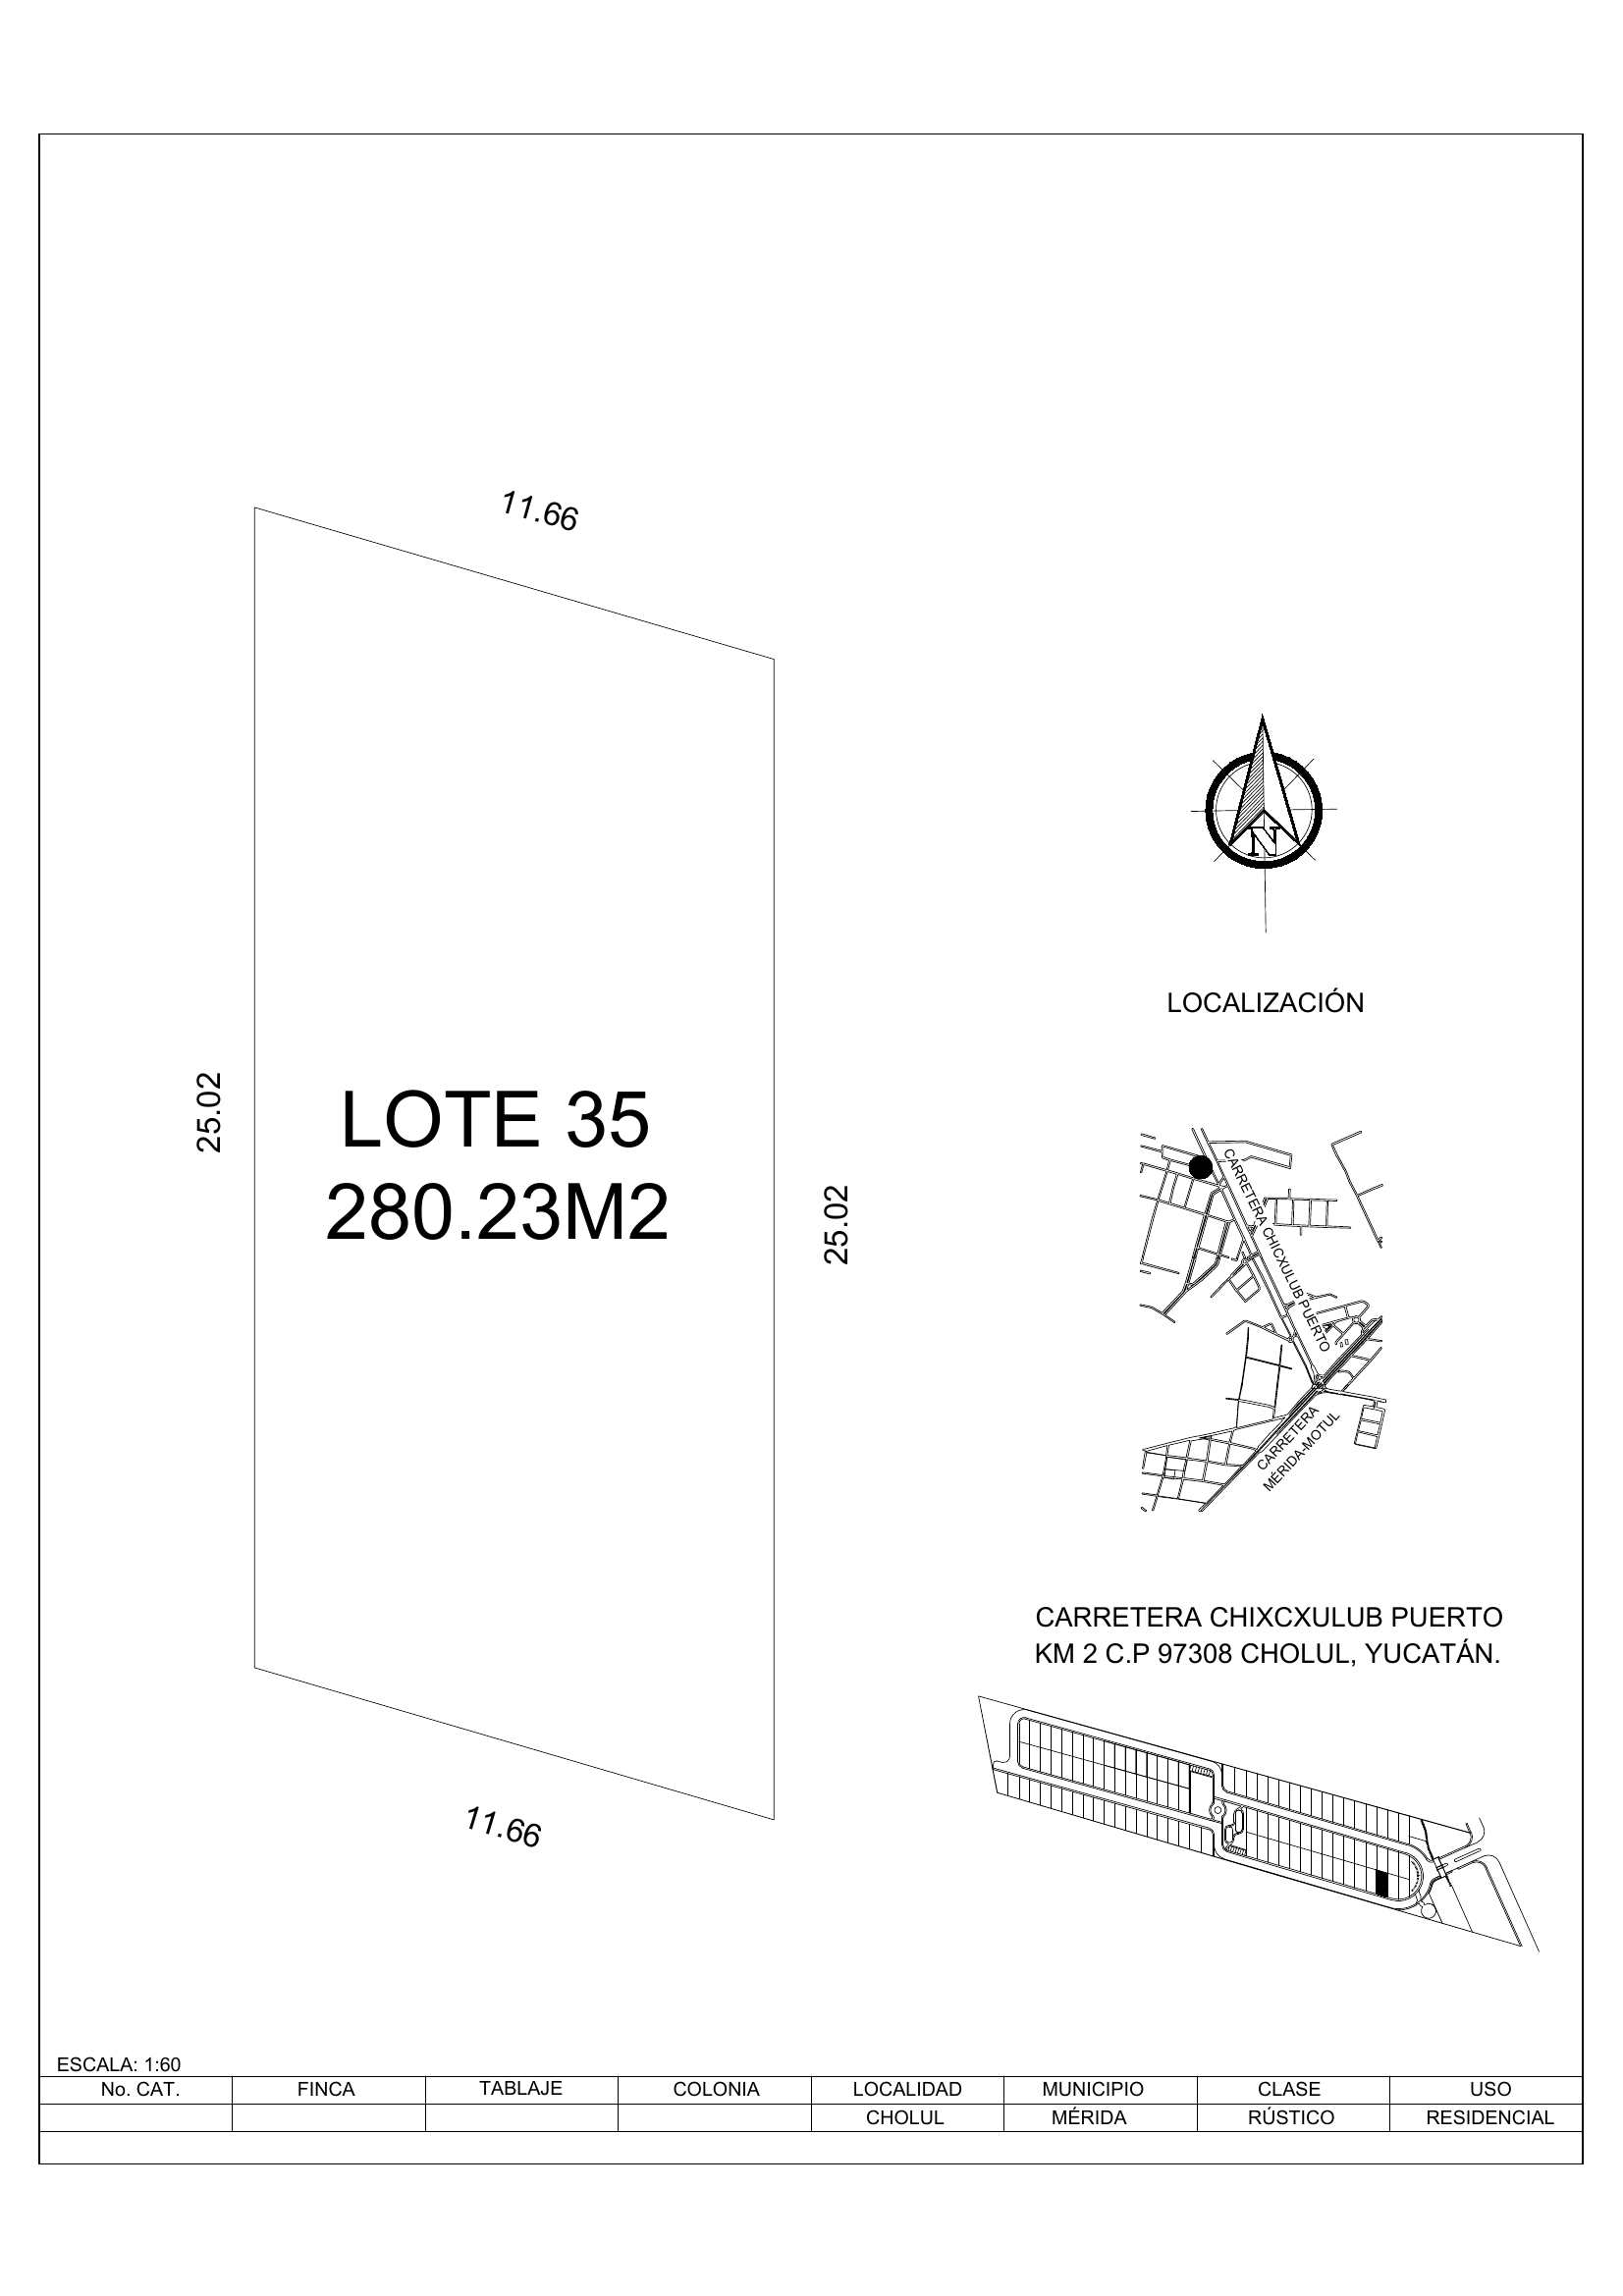 11.66
25.02
LOTE 35
280.23M2
25.02
11.66
N
LOCALIZACIÓN
CARRETERA CHICXULUB PUERTO
CARRETERA
MÉRIDA-MOTUL
CARRETERA CHIXCXULUB PUERTO
KM 2 C.P 97308 CHOLUL, YUCATÁN.
ESCALA: 1:60
No. CAT. FINCA TABLAJE COLONIA LOCALIDAD MUNICIPIO CLASE USO
CHOLUL MÉRIDA RÚSTICO RESIDENCIAL